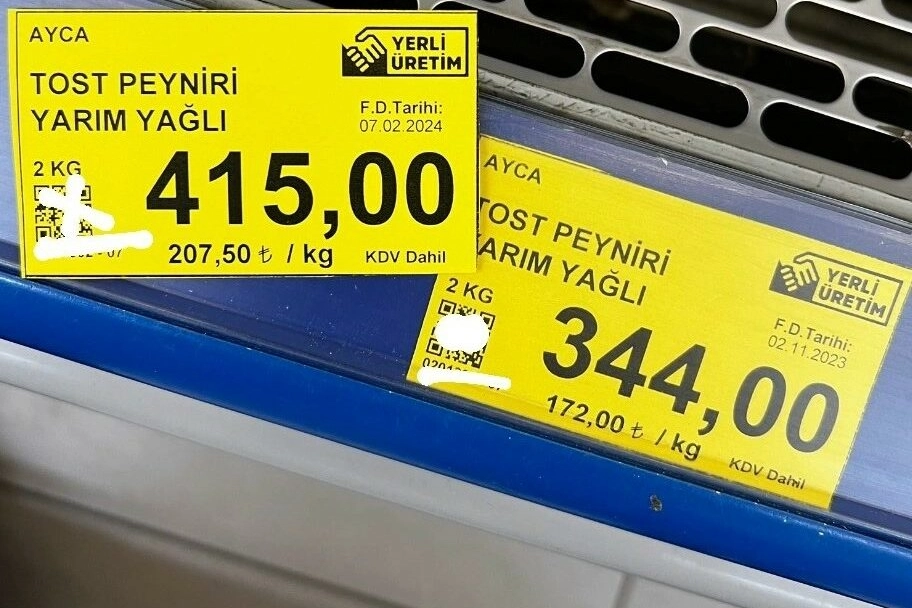 AYCA
YERLİ
ÜRETİM
TOST PEYNİRİ
YARIM YAĞLI
F.D.Tarihi:
07.02.2024
2 KG
415,00
207,50 ₺ / kg
KDV Dahil
AYCA
TOST PEYNİRİ
YARIM YAĞLI
YERLİ
ÜRETİM
2 KG
F.D.Tarihi:
02.11.2023
344,00
172,00 ₺ / kg
KDV Dahil